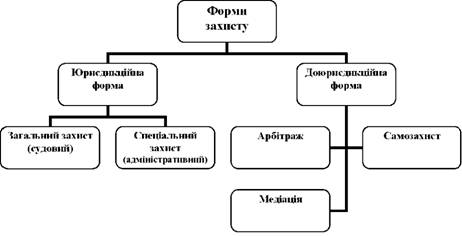 Форми
захисту
Юрисдикційна
форма
Доюрисдикційна
форма
Загальний захист
(судовий)
Спеціальний
захист
(адміністративний)
Арбітраж
Самозахист
Медіація